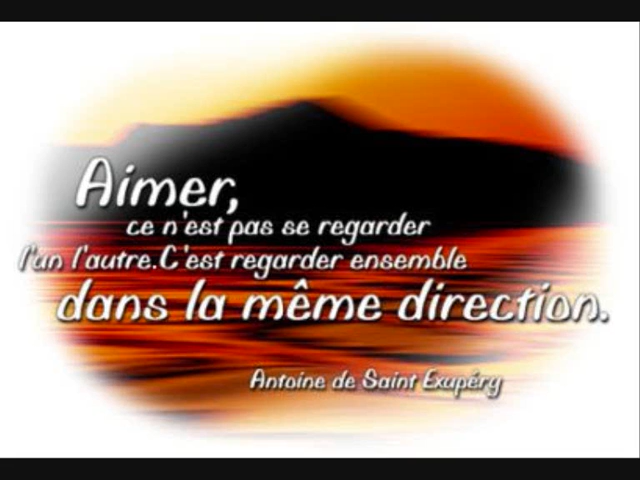 Aimer,
ce n'est pas se regarder
l'un l'autre.C'est regarder ensemble
dans la même direction.
Antoine de Saint Exupéry